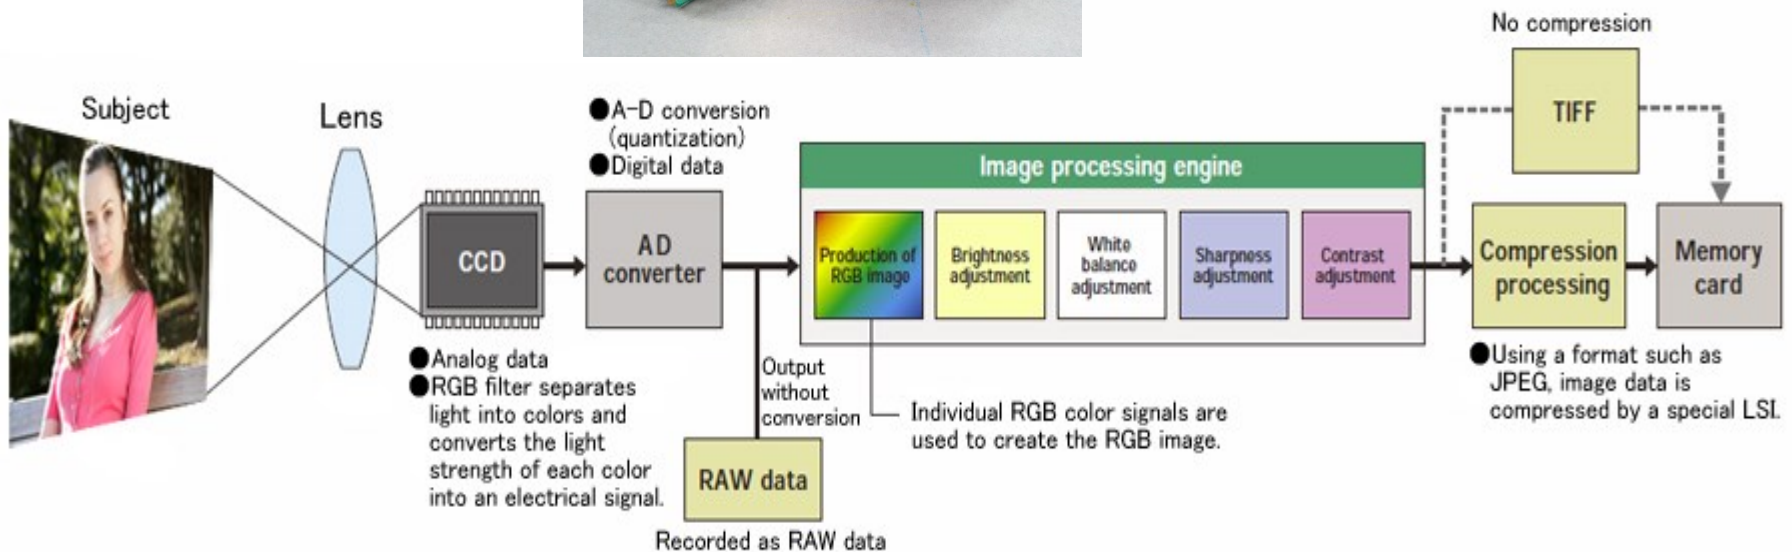 Subject
Lens
CCD
●Analog data
●RGB filter separates
light into colors and
converts the light
strength of each color
into an electrical signal.
●A-D conversion
(quantization)
●Digital data
AD
converter
Output
without
conversion
RAW data
Recorded as RAW data
Image processing engine
Production of
RGB image
Brightness
adjustment
White
balance
adjustment
Sharpness
adjustment
Contrast
adjustment
Individual RGB color signals are
used to create the RGB image.
No compression
TIFF
Compression
processing
Memory
card
●Using a format such as
JPEG, image data is
compressed by a special LSI.